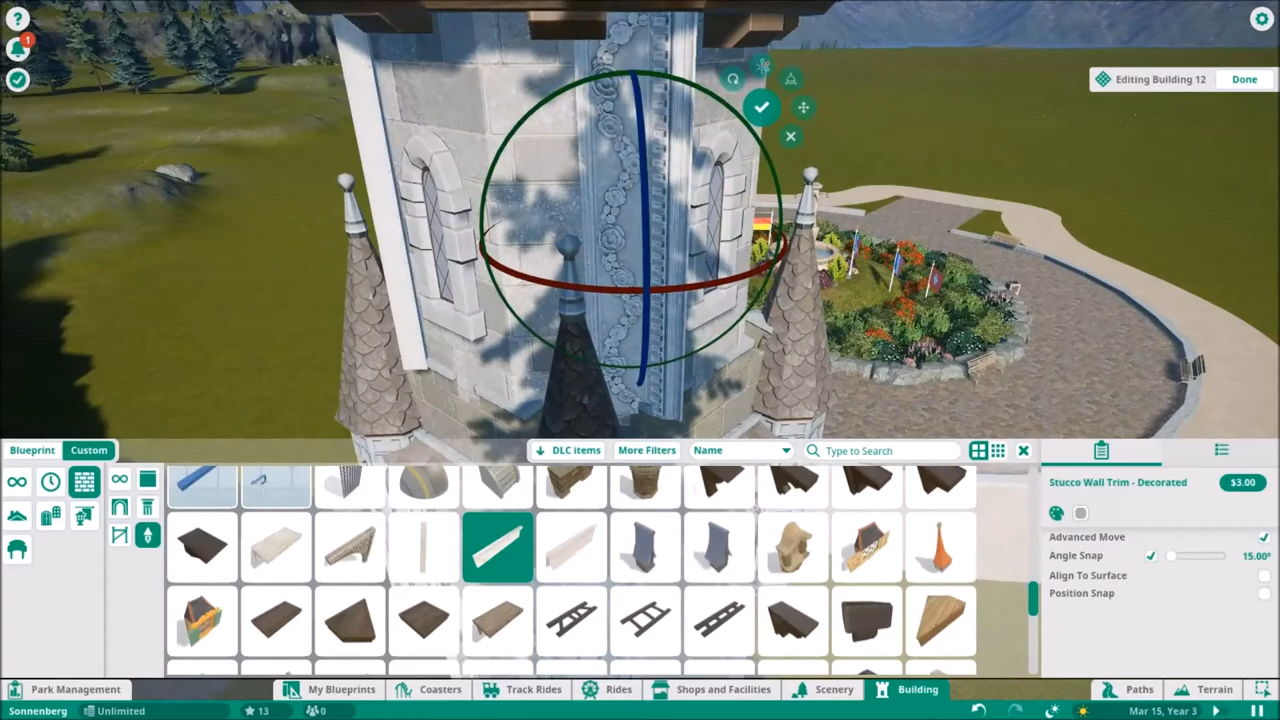 ?
1
Editing Building 12 Done
Blueprint Custom
DLC items More Filters Name Type to Search
Stucco Wall Trim - Decorated $3.00
Advanced Move
Angle Snap 15.00º
Align To Surface
Position Snap
Park Management My Blueprints Coasters Track Rides Rides Shops and Facilities Scenery Building Paths Terrain
Sonnenberg Unlimited 13 0 Mar 15, Year 3